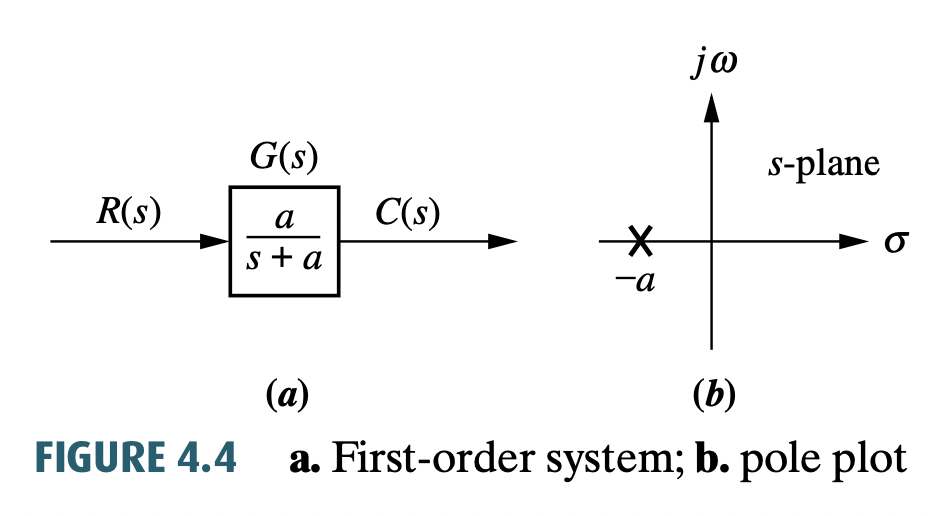 jω
G(s)
s-plane
R(s)
a
C(s)
s + a
σ
−a
(a)
(b)
FIGURE 4.4 a. First-order system; b. pole plot